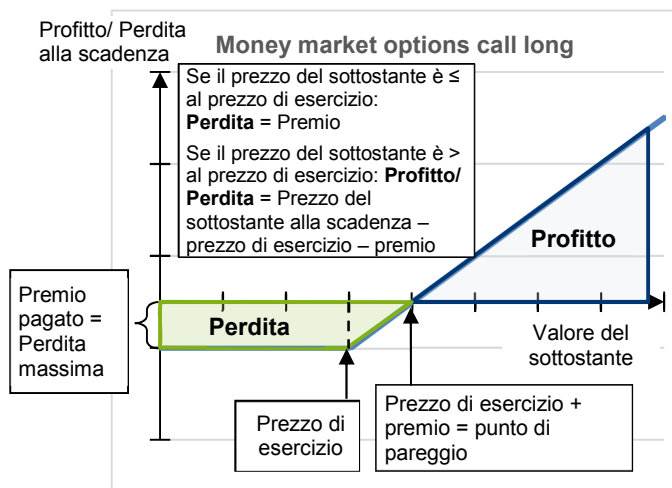 Profitto/ Perdita
alla scadenza
Money market options call long
Se il prezzo del sottostante è ≤
al prezzo di esercizio:
Perdita = Premio
Se il prezzo del sottostante è >
al prezzo di esercizio: Profitto/
Perdita = Prezzo del
sottostante alla scadenza –
prezzo di esercizio – premio
Profitto
Premio
pagato =
Perdita
massima
Perdita
Valore del
sottostante
Prezzo di
esercizio
Prezzo di esercizio +
premio = punto di
pareggio